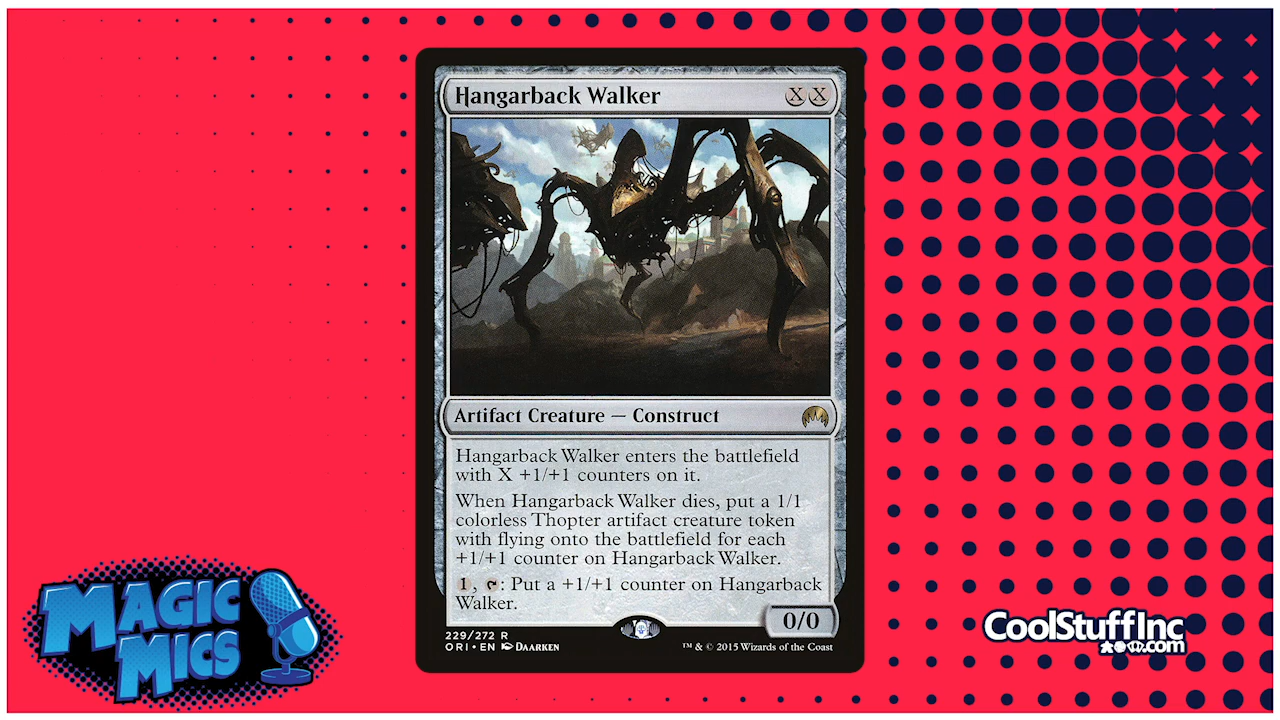 Hangarback Walker XX
Artifact Creature — Construct
Hangarback Walker enters the battlefield
with X +1/+1 counters on it.
When Hangarback Walker dies, put a 1/1
colorless Thopter artifact creature token
with flying onto the battlefield for each
+1/+1 counter on Hangarback Walker.
1, T: Put a +1/+1 counter on Hangarback
Walker.
0/0
229/272 R
ORI • EN DAARKEN
™ & © 2015 Wizards of the Coast
MAGIC
MICS
CoolStuffInc
.com